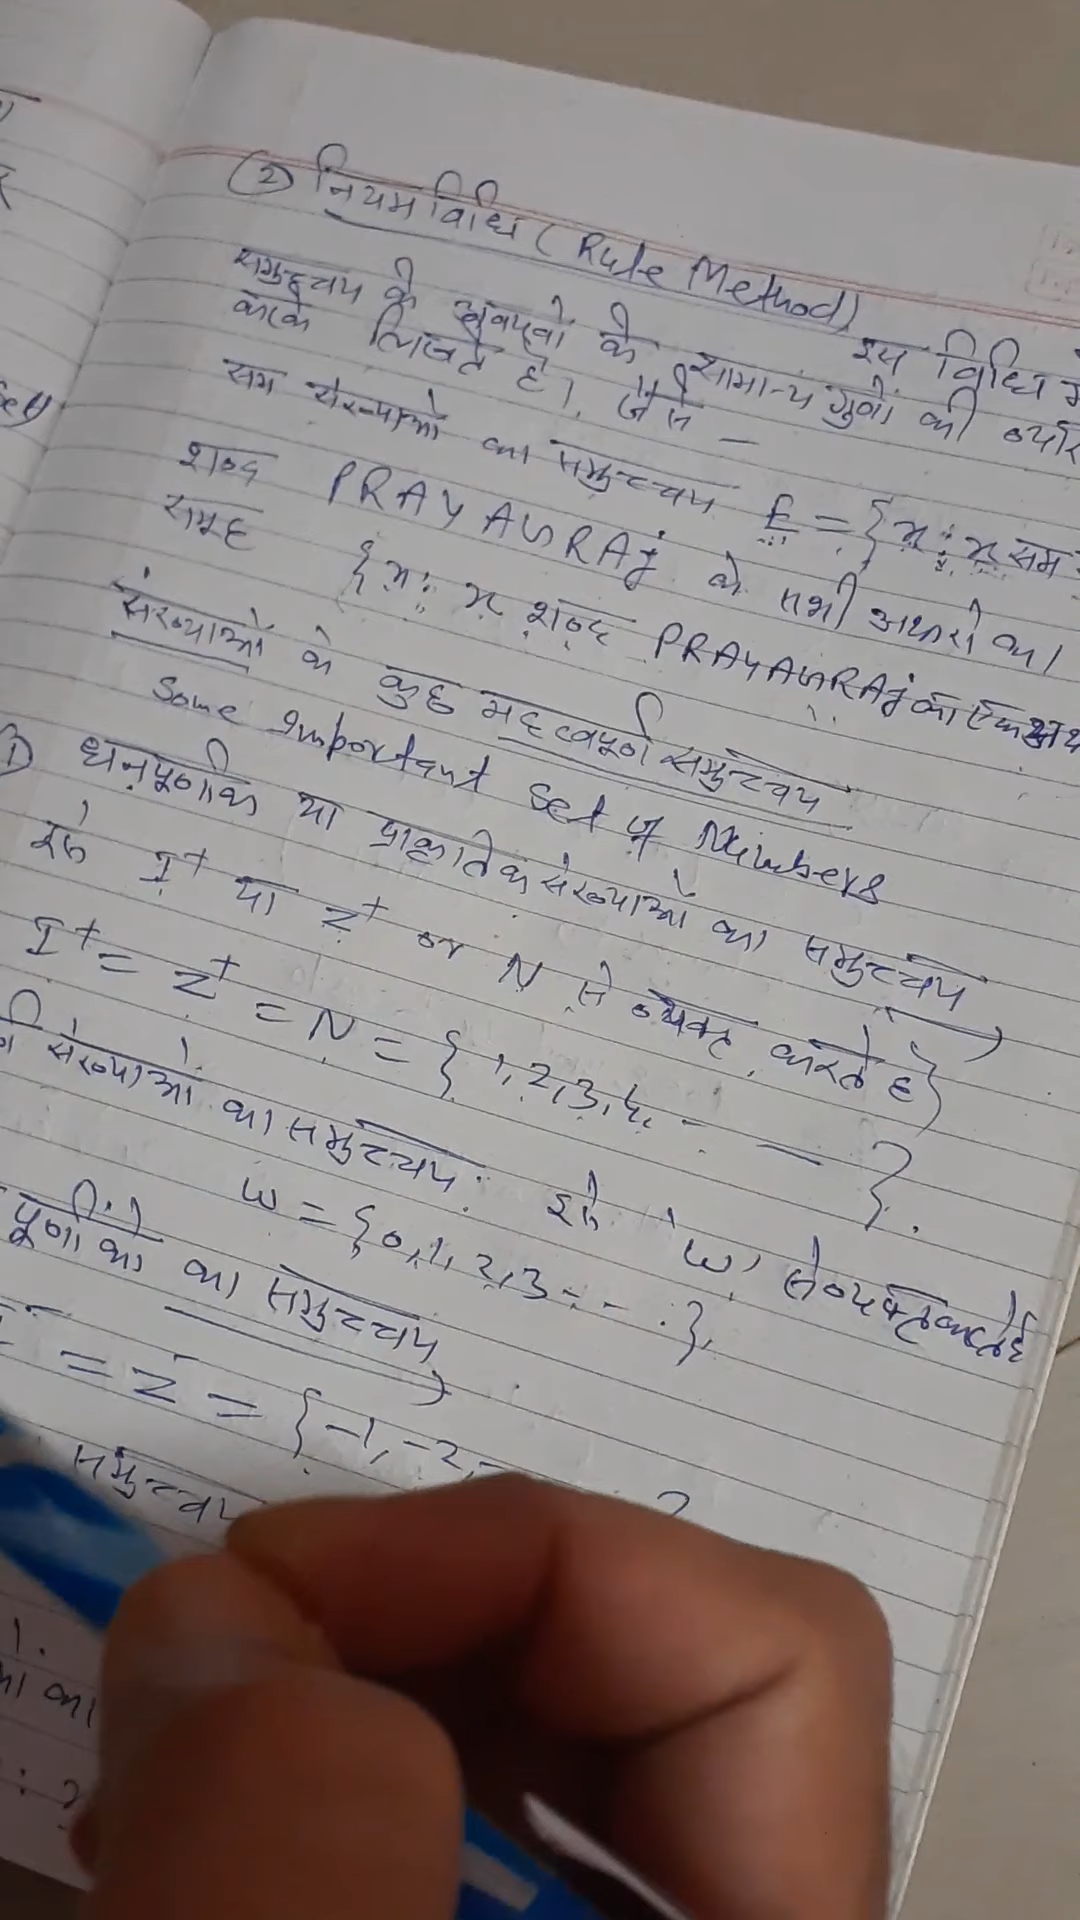 (2) नियम विधि (Rule Method) इस विधि में
समुच्चय के अवयवों के सामान्य गुणों की
करके लिखते है। जैसे —
सम संख्याओं का समुच्चय E = {x : x सम
शब्द PRAYAGRAj के सभी अक्षरों का
समूह {x : x शब्द PRAYAGRAj का एक
संख्याओं के कुछ महत्वपूर्ण समुच्चय
Some Important Set of Numbers
① धनपूर्णांक या प्राकृतिक संख्याओं का समुच्चय
इसे I⁺ या Z⁺ or N से व्यक्त करते है}
I⁺ = Z⁺ = N = {1, 2, 3, 4, - — }.
संख्याओं का समुच्चय. इसे 'W' से व्यक्त करते है
W = {0, 1, 2, 3 - - .},
पूर्णांको का समुच्चय
= Z⁻ = {-1, -2,
समुच्चय
का